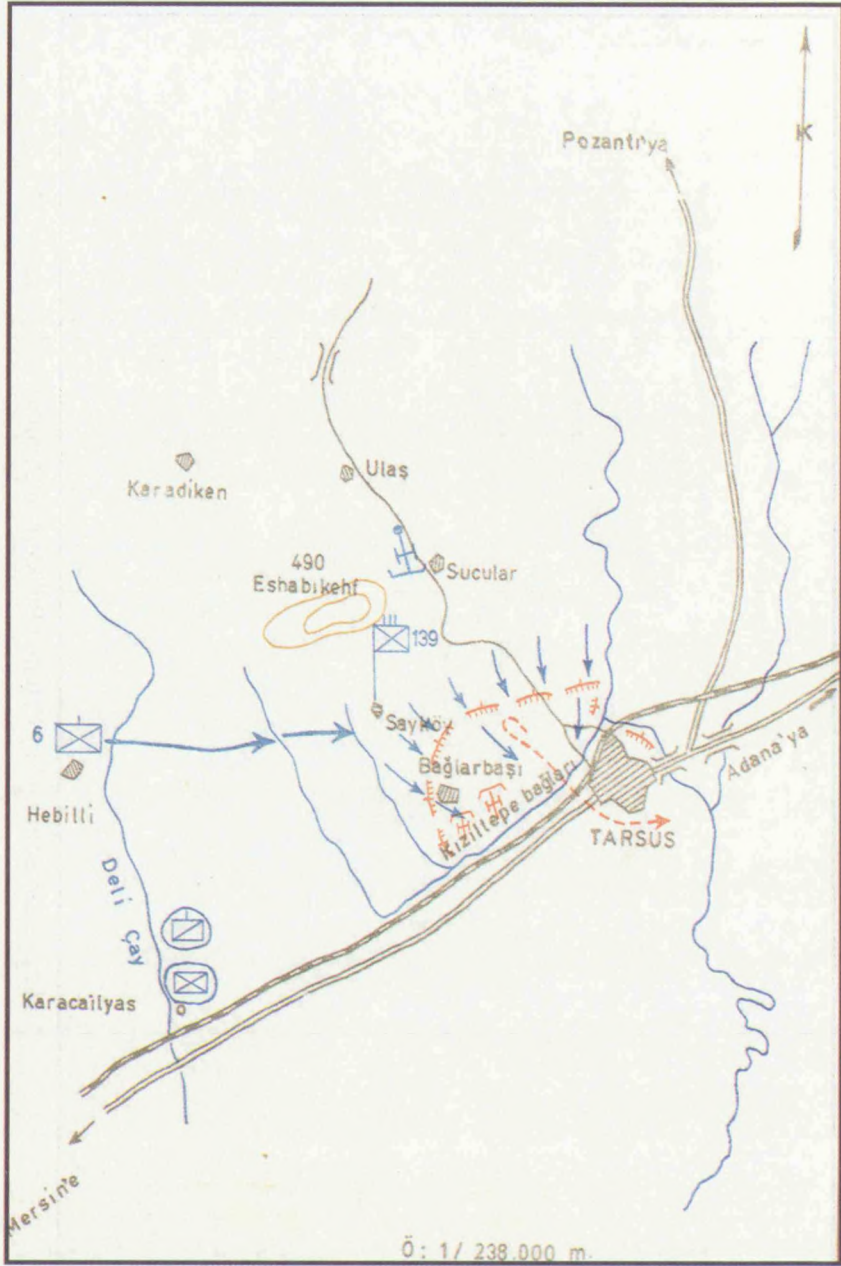 Pozantı'ya
K
Ulaş
Karadiken
490
Eshabıkehf
Sucular
139
Sayköy
6
Bağlarbaşı
Hebilli
Kızıltepe bağları
Adana'ya
TARSUS
Deli Çay
Karacailyas
Mersin'e
Ö: 1/ 238.000 m.